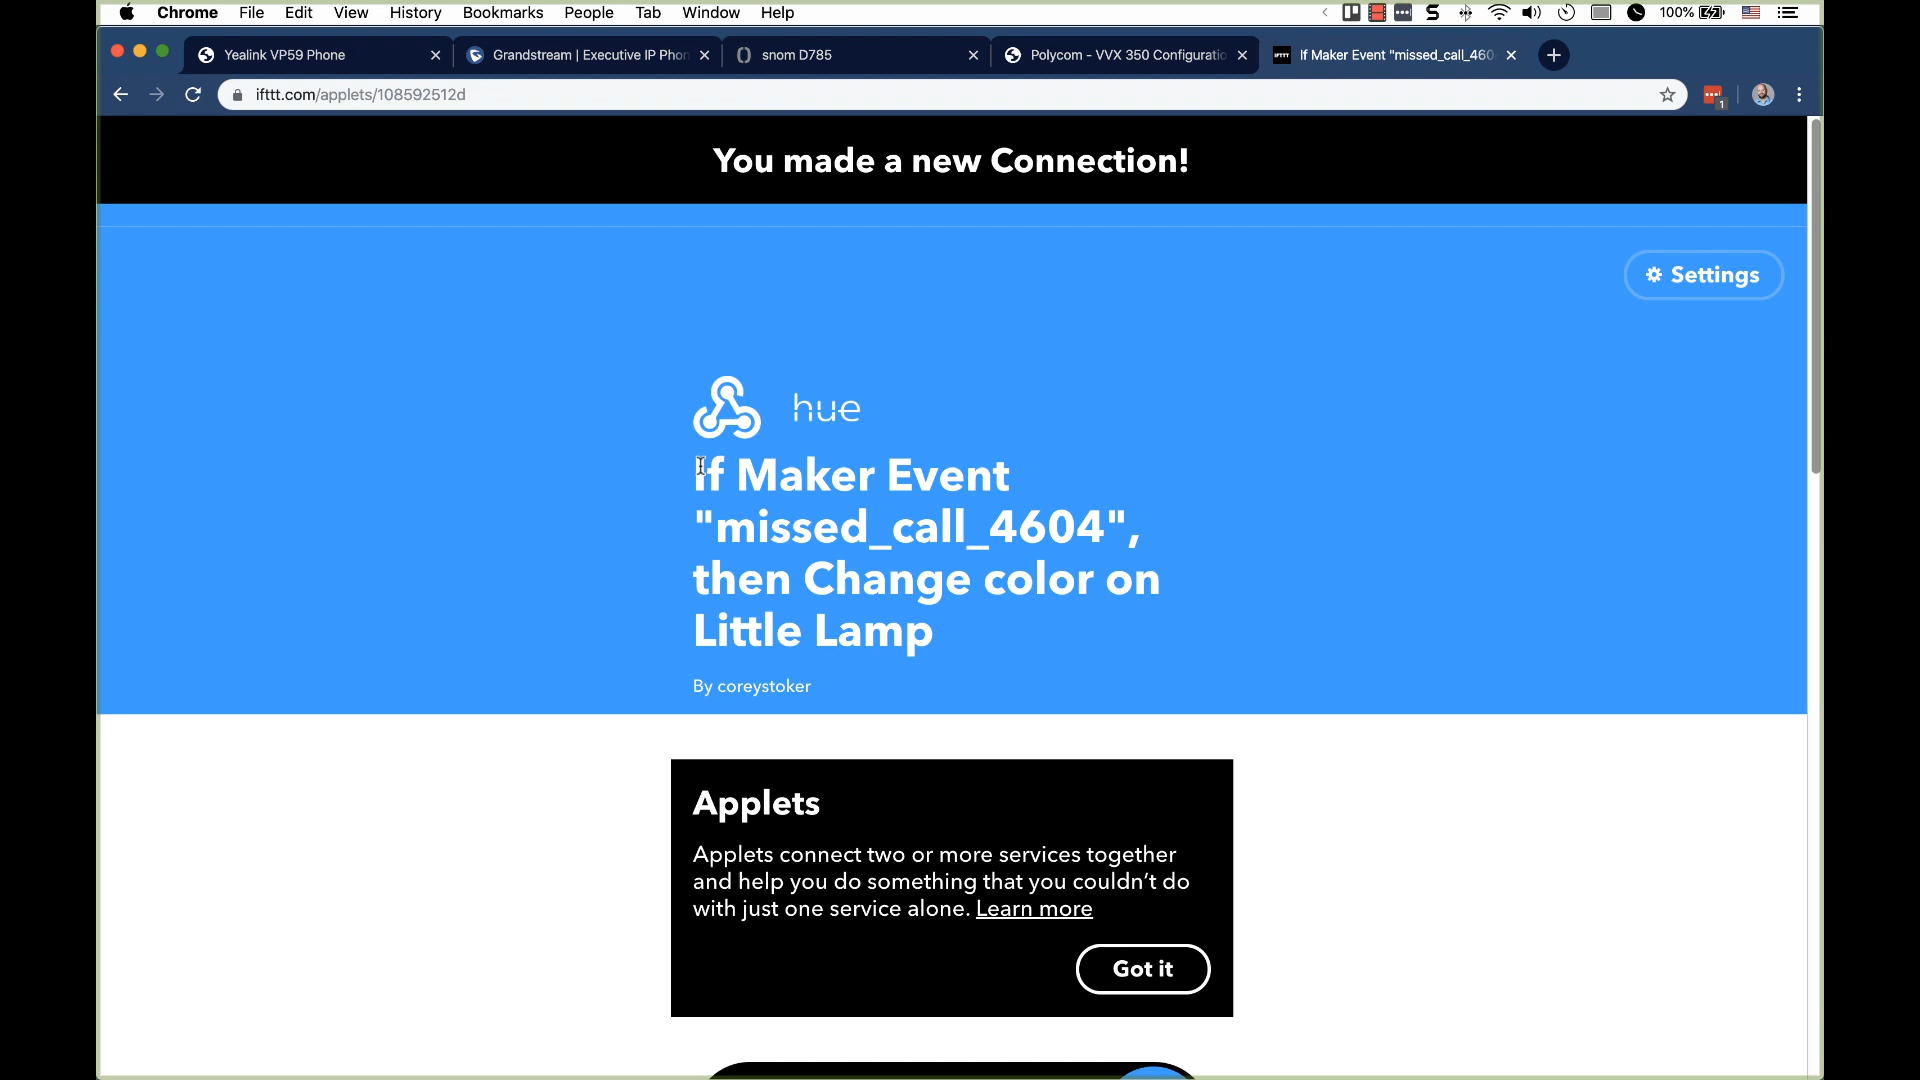 Chrome File Edit View History Bookmarks People Tab Window Help 100%
Yealink VP59 Phone
Grandstream | Executive IP Phon
snom D785
Polycom - VVX 350 Configuratio
IFTTT If Maker Event "missed_call_460
ifttt.com/applets/108592512d
1
You made a new Connection!
Settings
hue
If Maker Event
"missed_call_4604",
then Change color on
Little Lamp
By coreystoker
Applets
Applets connect two or more services together
and help you do something that you couldn't do
with just one service alone. Learn more
Got it